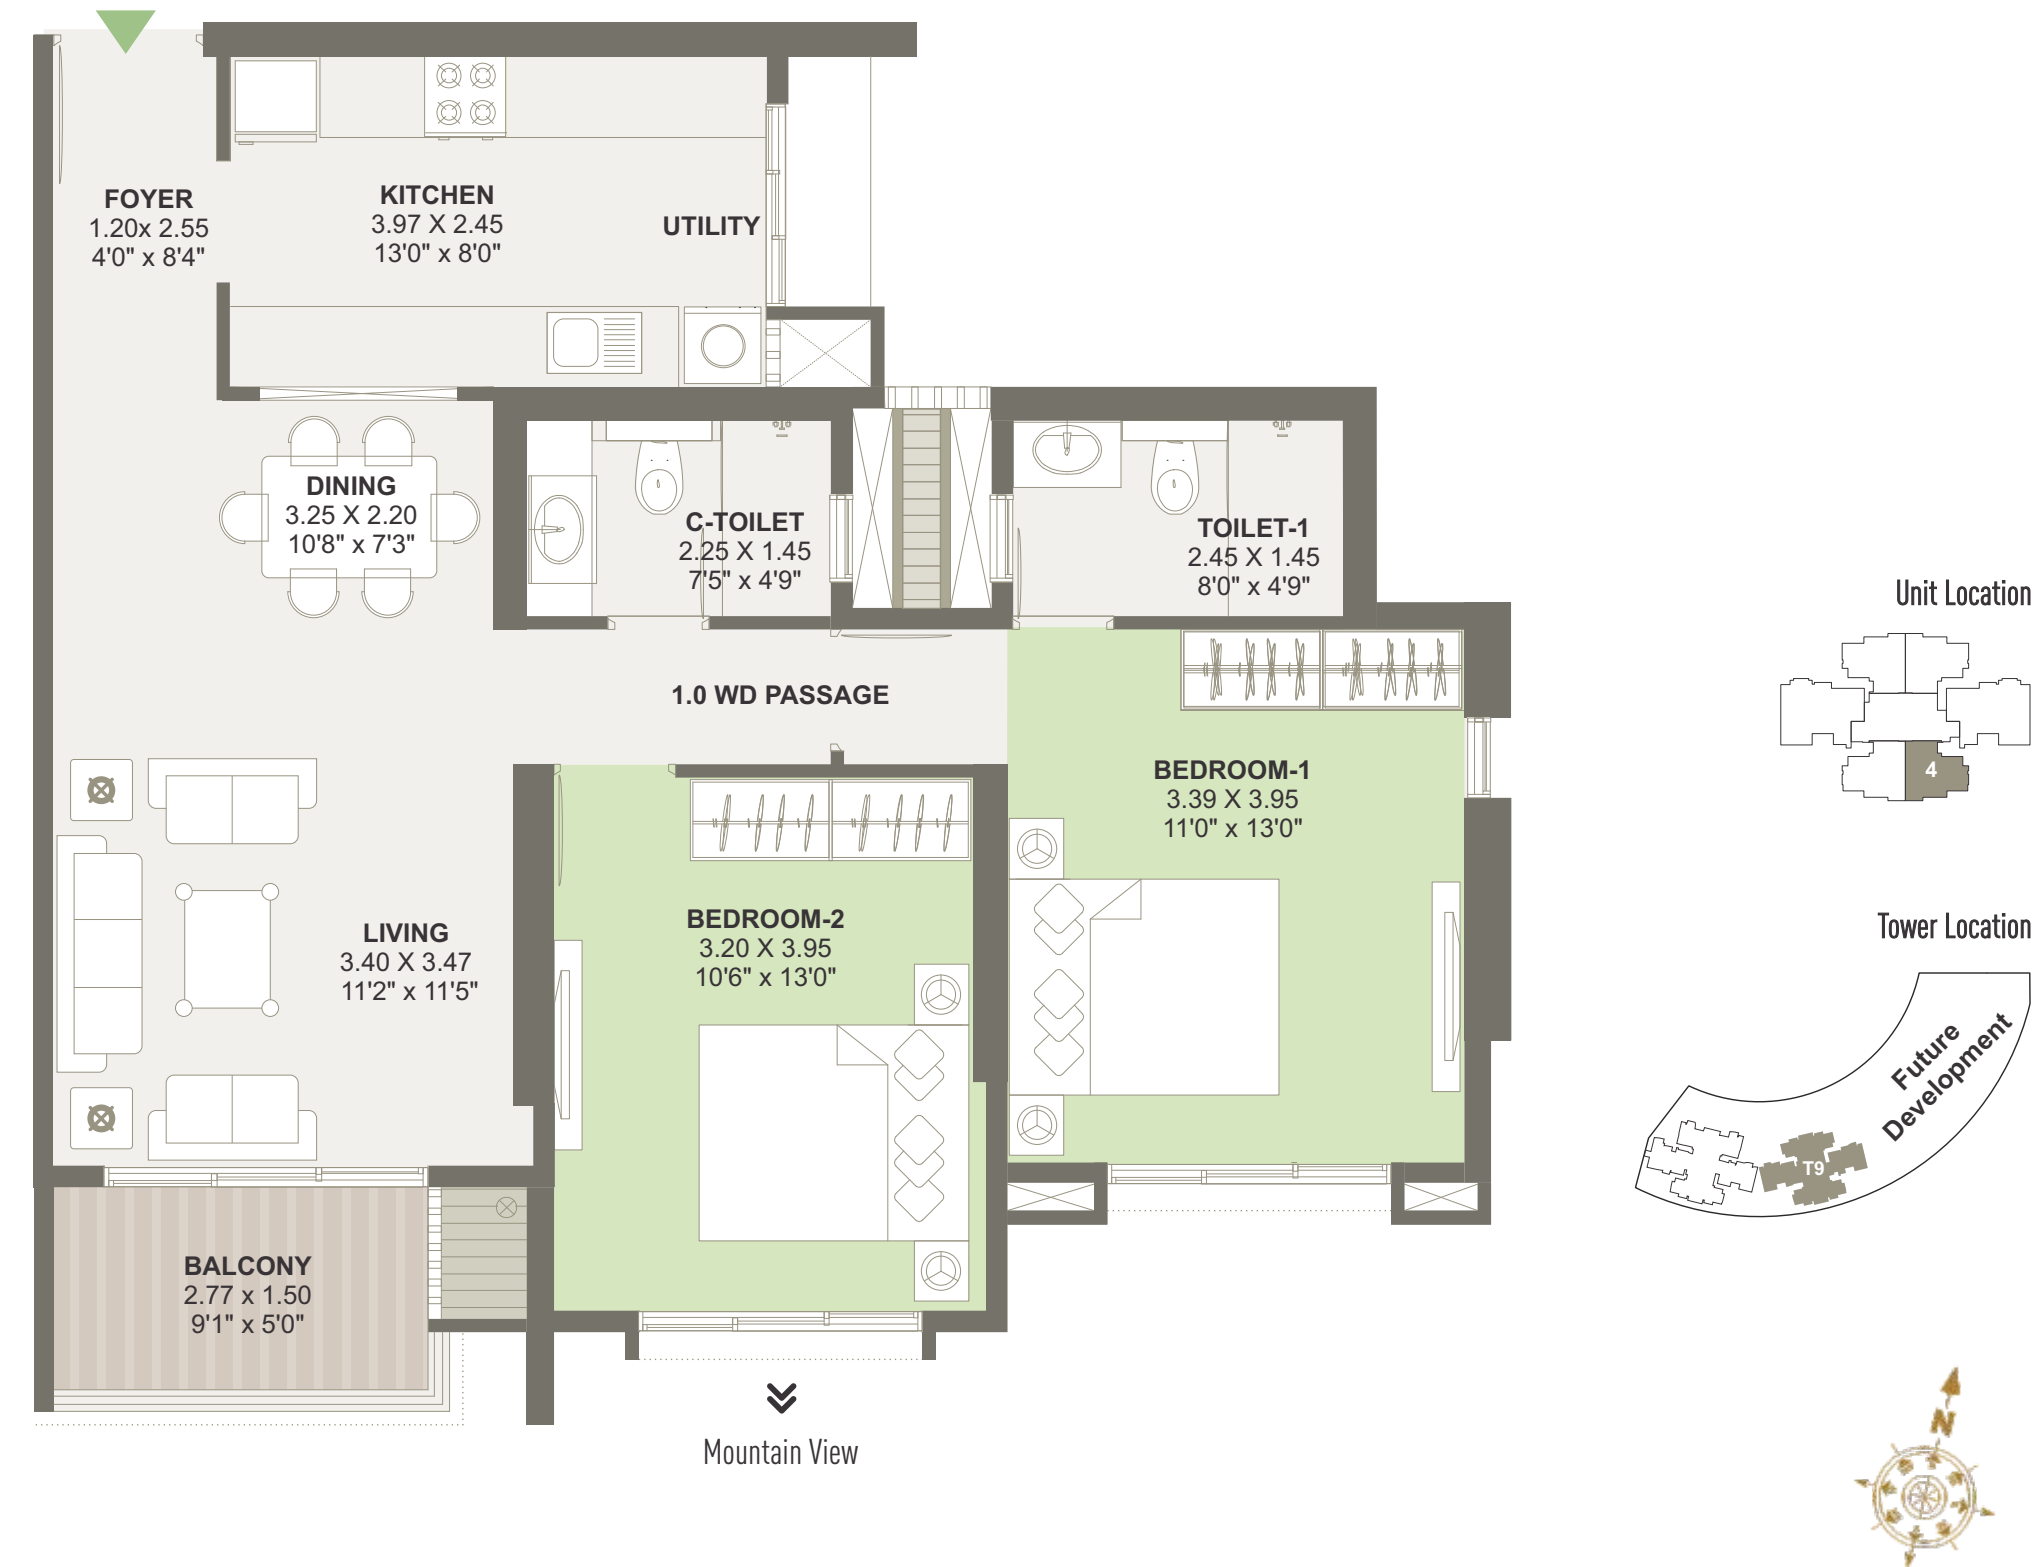 FOYER
1.20x 2.55
4'0" x 8'4"
KITCHEN
3.97 X 2.45
13'0" x 8'0"
UTILITY
DINING
3.25 X 2.20
10'8" x 7'3"
C-TOILET
2.25 X 1.45
7'5" x 4'9"
TOILET-1
2.45 X 1.45
8'0" x 4'9"
1.0 WD PASSAGE
BEDROOM-1
3.39 X 3.95
11'0" x 13'0"
BEDROOM-2
3.20 X 3.95
10'6" x 13'0"
LIVING
3.40 X 3.47
11'2" x 11'5"
BALCONY
2.77 x 1.50
9'1" x 5'0"
Mountain View
Unit Location
4
Tower Location
Future
Development
T9
N